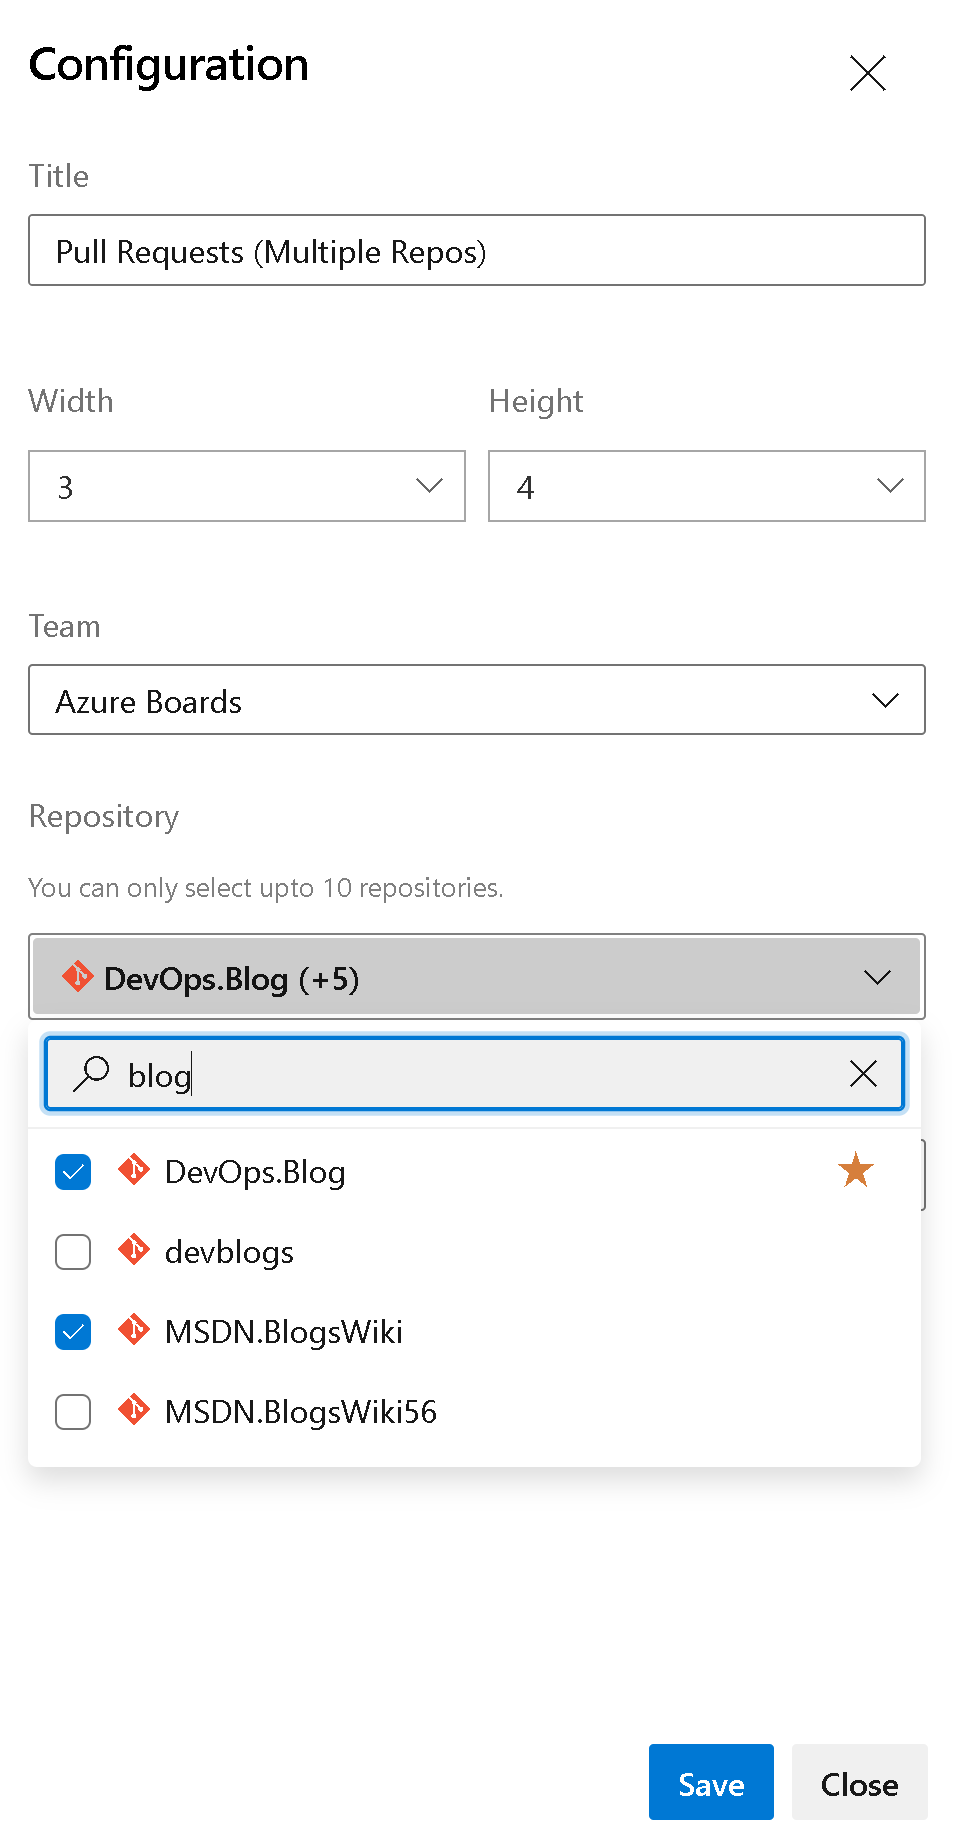 Configuration
Title
Pull Requests (Multiple Repos)
Width
Height
3
4
Team
Azure Boards
Repository
You can only select upto 10 repositories.
DevOps.Blog (+5)
blog
DevOps.Blog
devblogs
MSDN.BlogsWiki
MSDN.BlogsWiki56
Save
Close